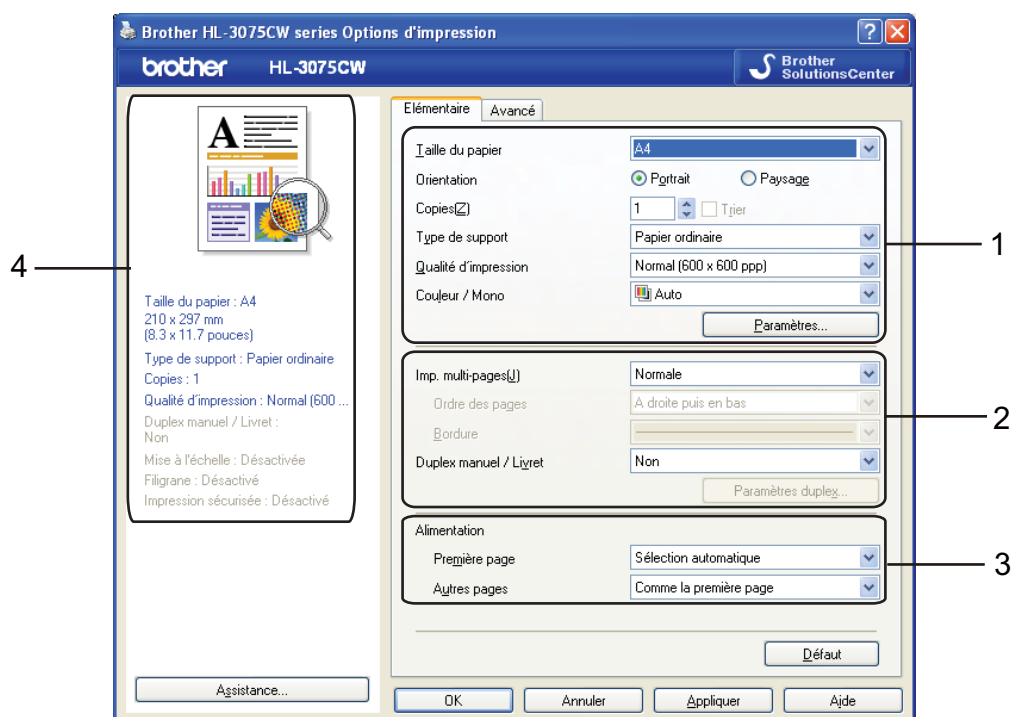 Brother HL-3075CW series Options d'impression
brother HL-3075CW
Brother
SolutionsCenter
A
Taille du papier : A4
210 x 297 mm
(8.3 x 11.7 pouces)
Type de support : Papier ordinaire
Copies : 1
Qualité d'impression : Normal (600 ...
Duplex manuel / Livret :
Non
Mise à l'échelle : Désactivée
Filigrane : Désactivé
Impression sécurisée : Désactivé
Assistance...
4
Elémentaire Avancé
Taille du papier A4
Orientation Portrait Paysage
Copies(Z) 1 Trier
Type de support Papier ordinaire
Qualité d'impression Normal (600 x 600 ppp)
Couleur / Mono Auto
Paramètres...
1
Imp. multi-pages(J) Normale
Ordre des pages A droite puis en bas
Bordure
Duplex manuel / Livret Non
Paramètres duplex...
2
Alimentation
Première page Sélection automatique
Autres pages Comme la première page
3
Défaut
OK Annuler Appliquer Aide